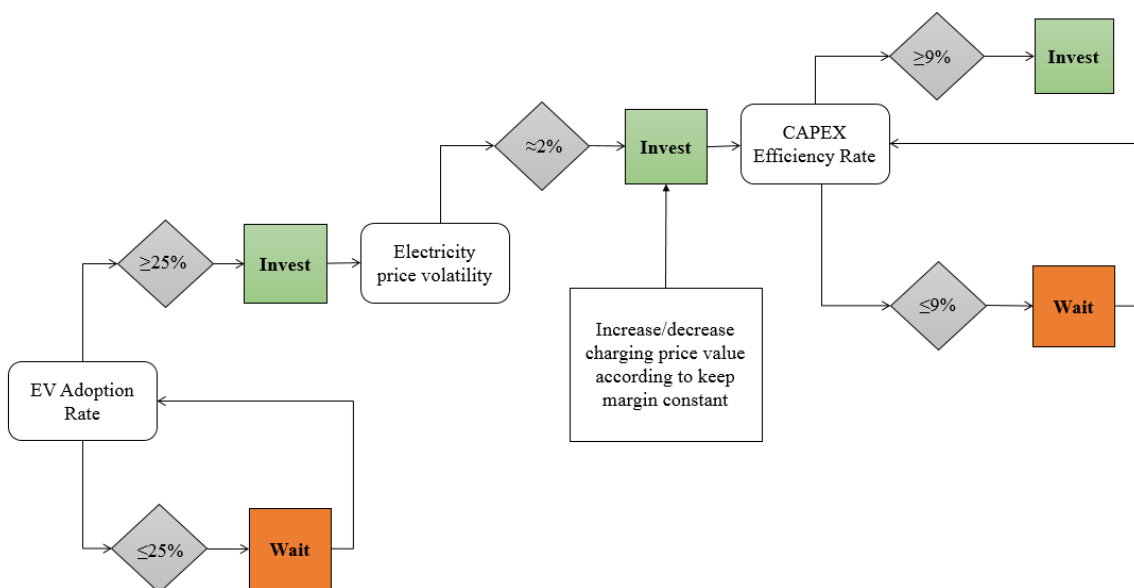 ≥9%
Invest
≈2%
Invest
CAPEX
Efficiency Rate
≥25%
Invest
Electricity
price volatility
≤9%
Wait
Increase/decrease
charging price value
according to keep
margin constant
EV Adoption
Rate
≤25%
Wait